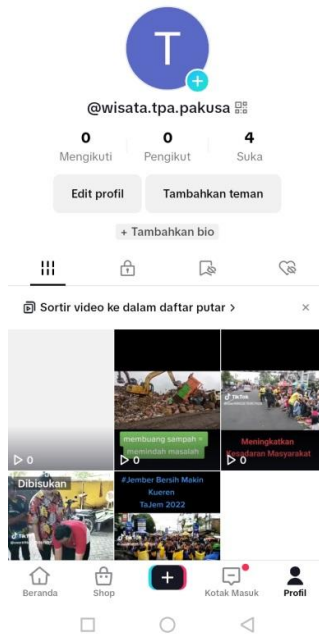 T
@wisata.tpa.pakusa
0 0 4
Mengikuti Pengikut Suka
Edit profil Tambahkan teman
+ Tambahkan bio
Sortir video ke dalam daftar putar > ×
TikTok
membuang sampah =
memindah masalah
Meningkatkan
Kesadaran Masyarakat
0 0 0
Dibisukan
#Jember Bersih Makin
Kueren
TaJem 2022
Beranda Shop Kotak Masuk Profil